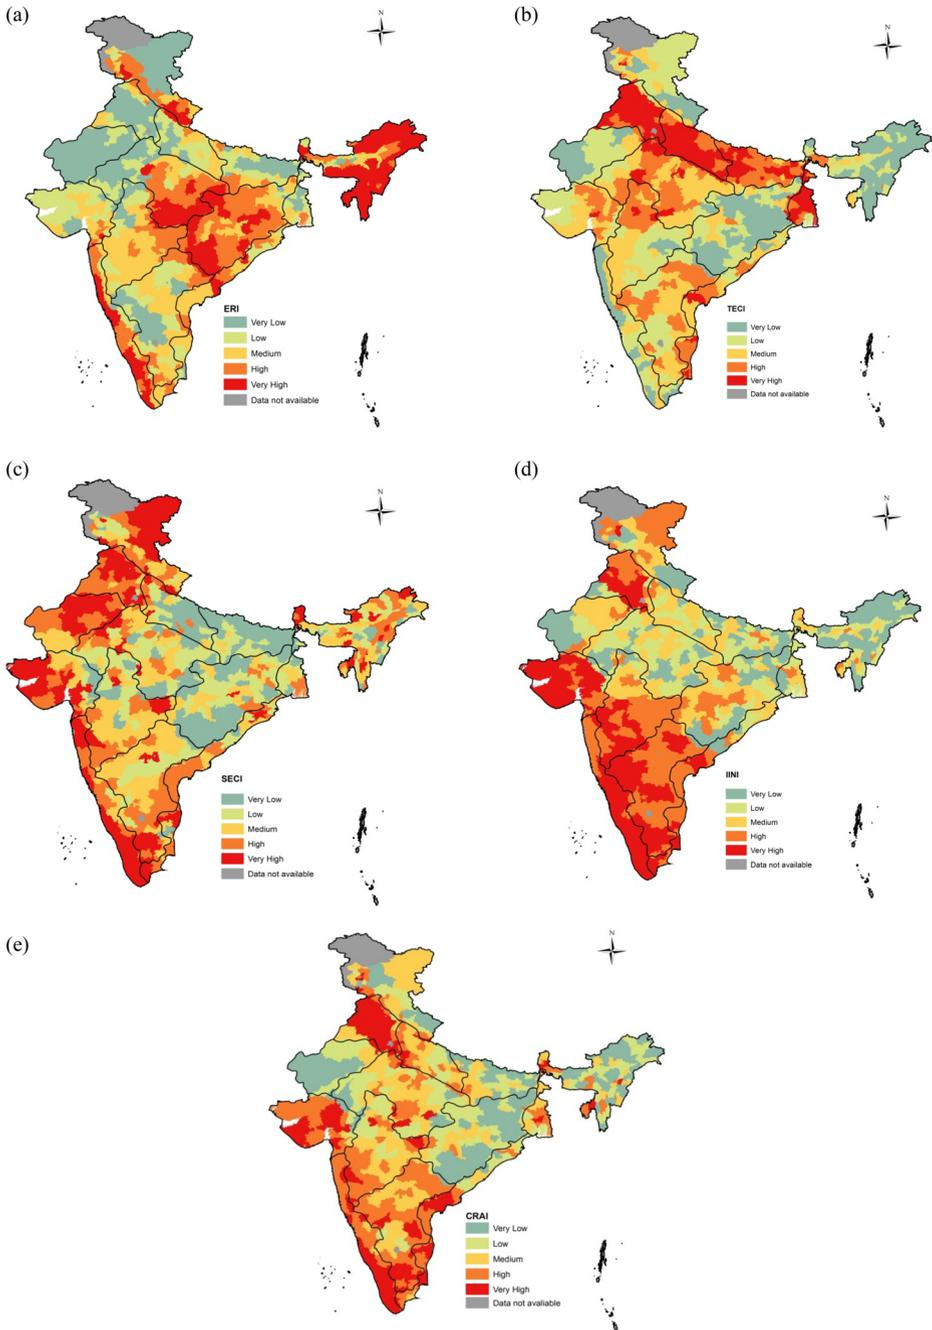 (a)
N
ERI
Very Low
Low
Medium
High
Very High
Data not available
(b)
N
TECI
Very Low
Low
Medium
High
Very High
Data not available
(c)
N
SECI
Very Low
Low
Medium
High
Very High
Data not available
(d)
N
IINI
Very Low
Low
Medium
High
Very High
Data not available
(e)
N
CRAI
Very Low
Low
Medium
High
Very High
Data not avaliable